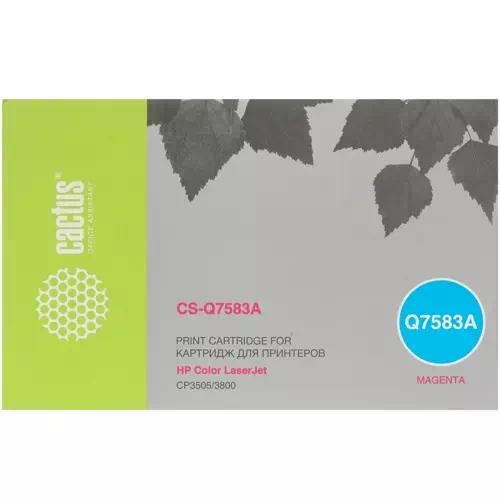 cactus
OFFICE ASSISTANT
CS-Q7583A
PRINT CARTRIDGE FOR
КАРТРИДЖ ДЛЯ ПРИНТЕРОВ
HP Color LaserJet
CP3505/3800
Q7583A
MAGENTA